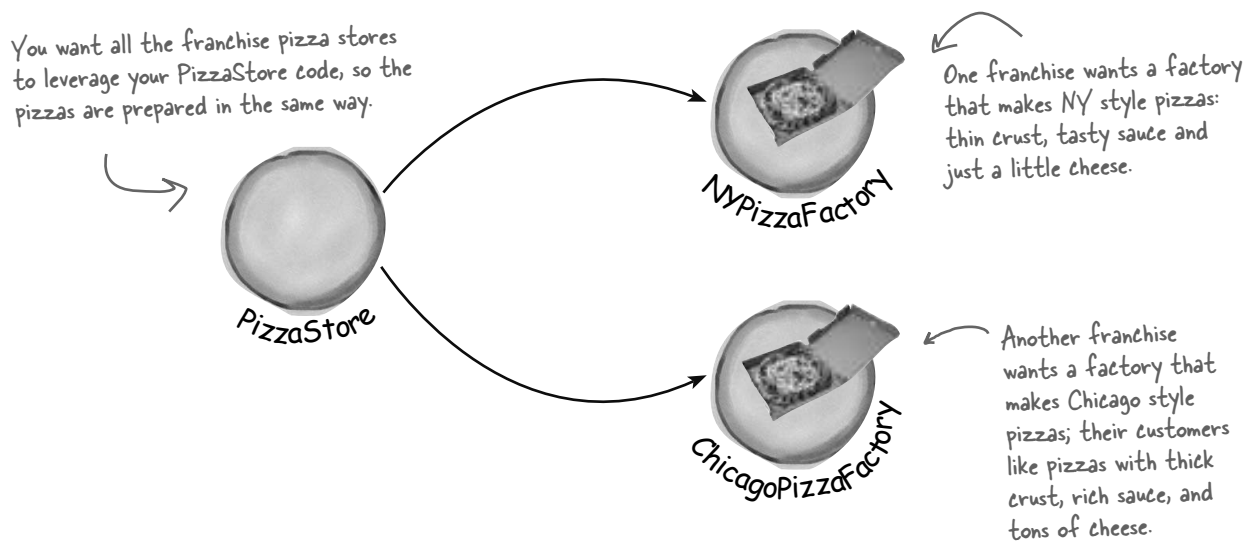 You want all the franchise pizza stores
to leverage your PizzaStore code, so the
pizzas are prepared in the same way.
PizzaStore
NYPizzaFactory
One franchise wants a factory
that makes NY style pizzas:
thin crust, tasty sauce and
just a little cheese.
ChicagoPizzaFactory
Another franchise
wants a factory that
makes Chicago style
pizzas; their customers
like pizzas with thick
crust, rich sauce, and
tons of cheese.